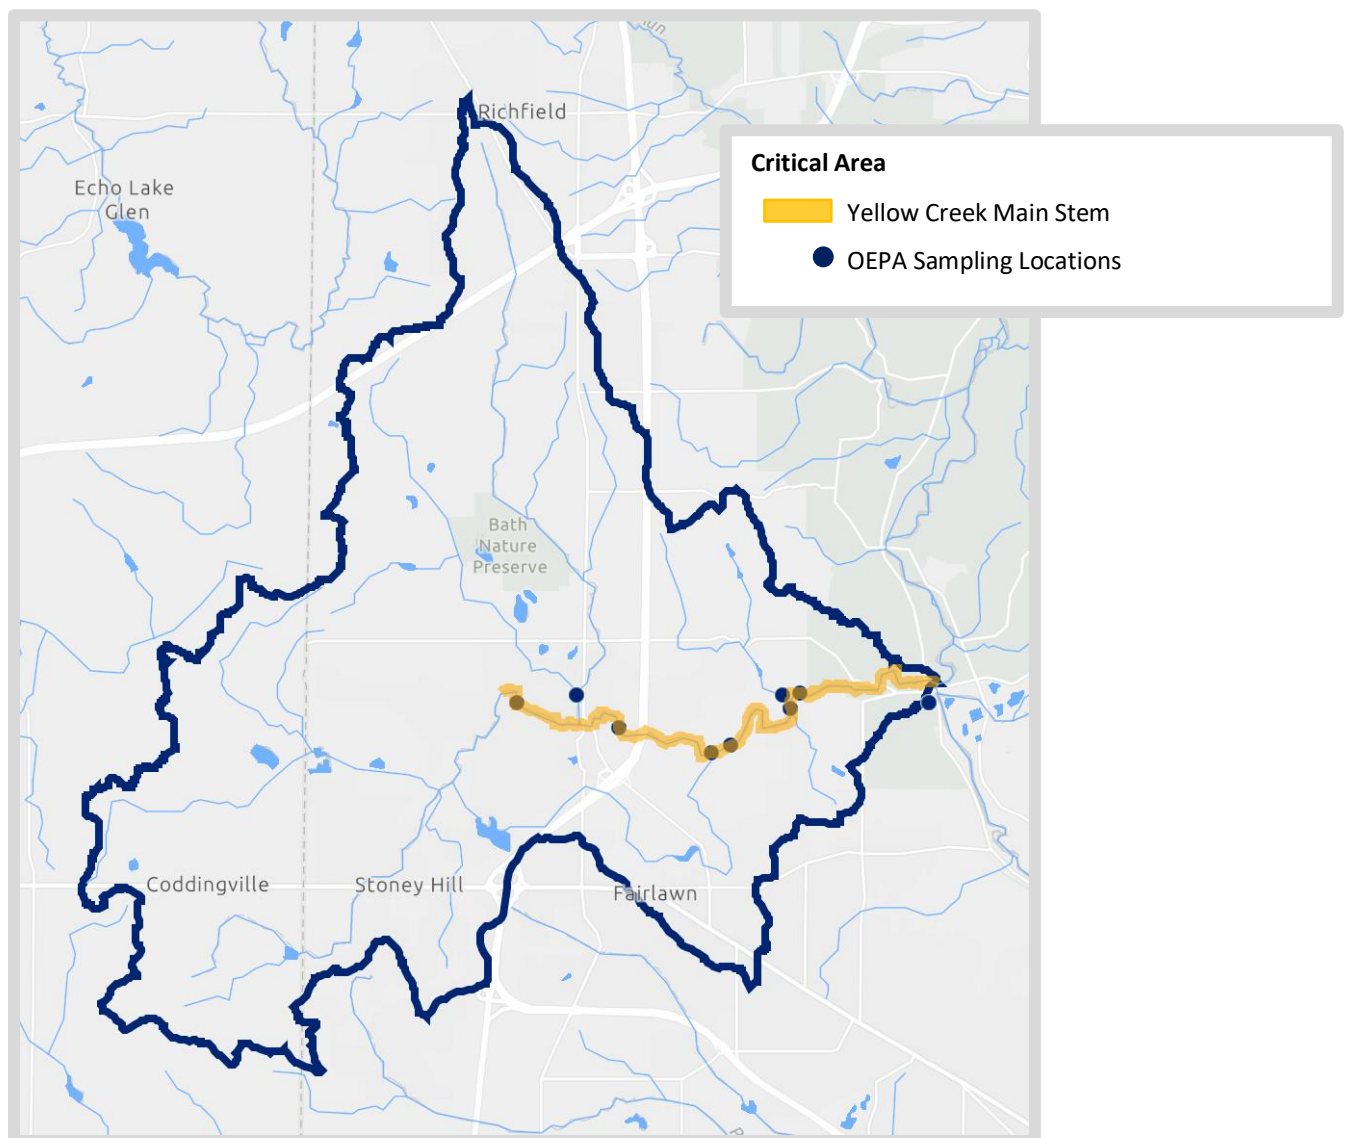 Richfield
Echo Lake
Glen
Critical Area
Yellow Creek Main Stem
OEPA Sampling Locations
Bath
Nature
Preserve
Coddingville
Stoney Hill
Fairlawn